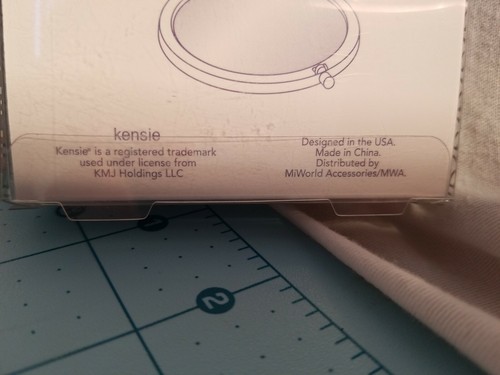 kensie
Kensie® is a registered trademark
used under license from
KMJ Holdings LLC
Designed in the USA.
Made in China.
Distributed by
MiWorld Accessories/MWA.
2